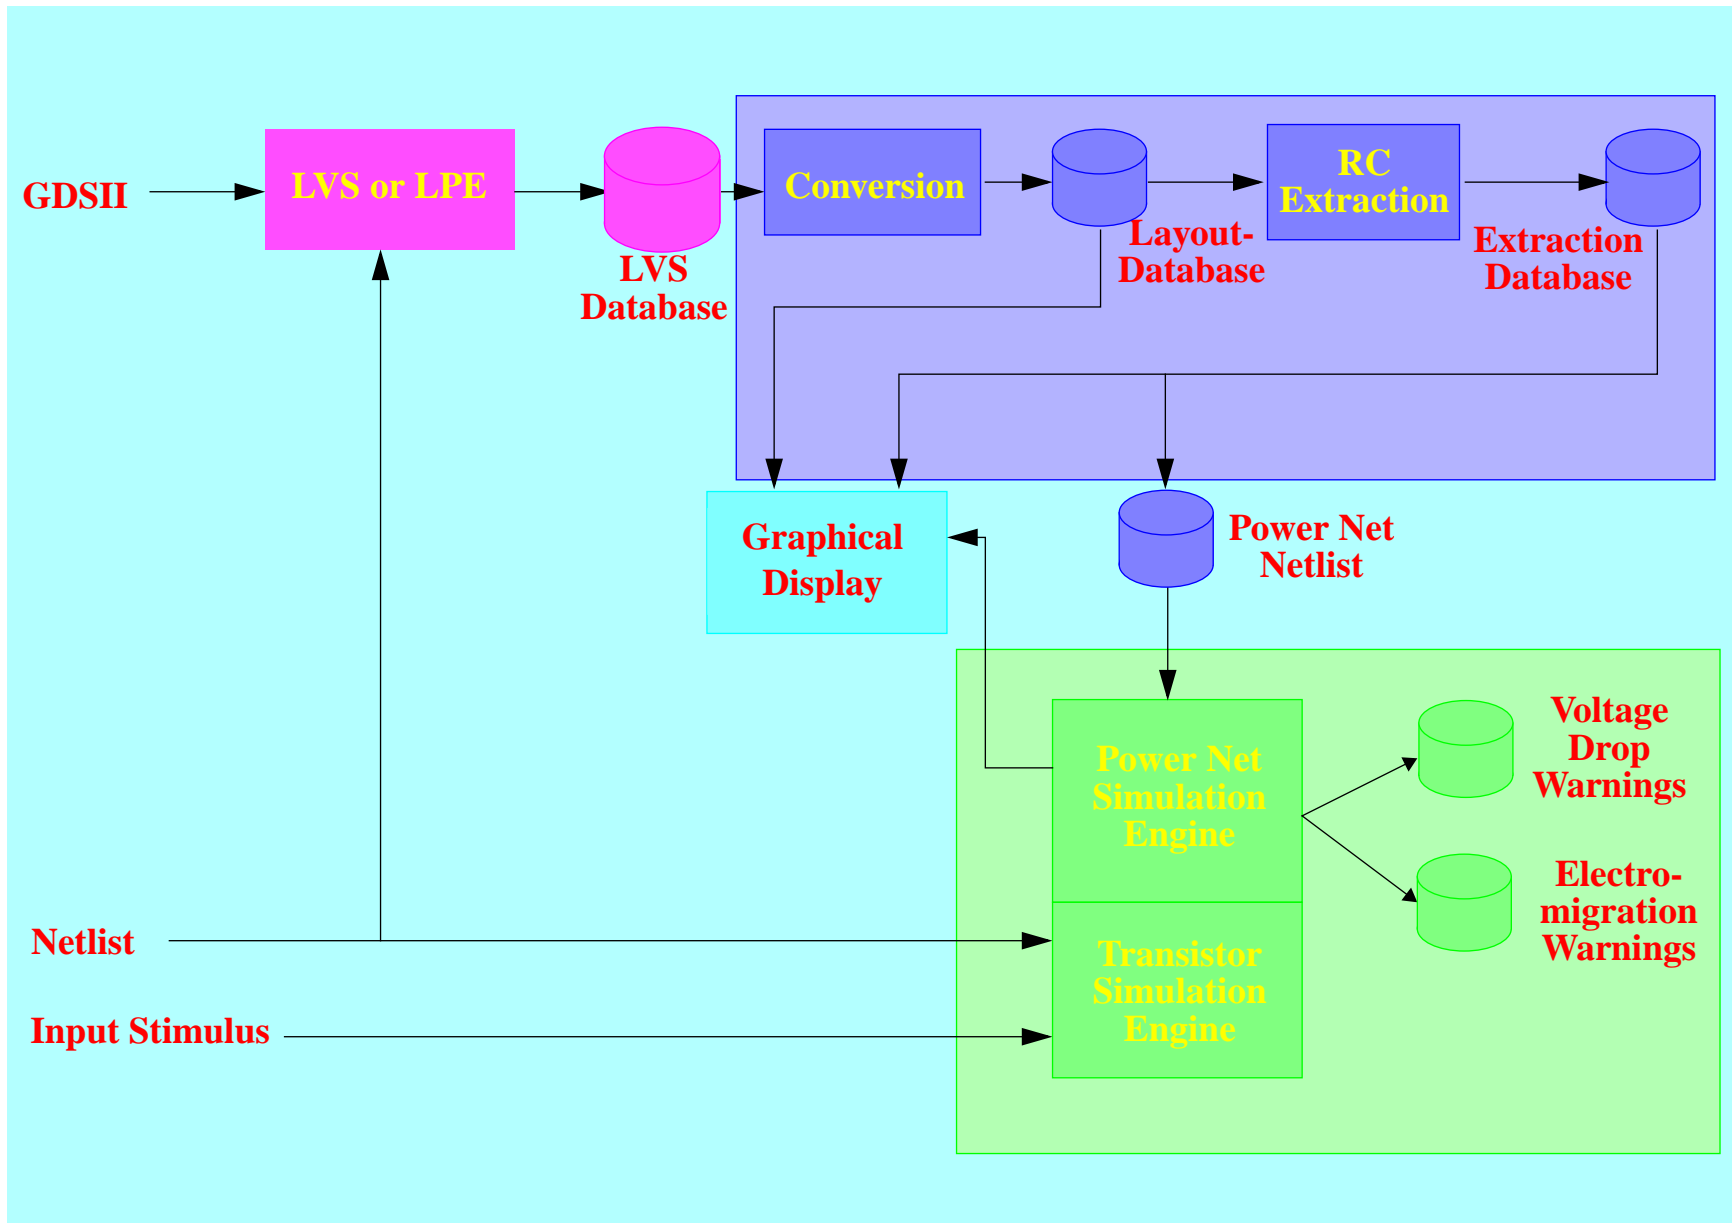 GDSII
LVS or LPE
LVS
Database
Conversion
Layout-
Database
RC
Extraction
Extraction
Database
Graphical
Display
Power Net
Netlist
Power Net
Simulation
Engine
Voltage
Drop
Warnings
Electro-
migration
Warnings
Netlist
Transistor
Simulation
Engine
Input Stimulus